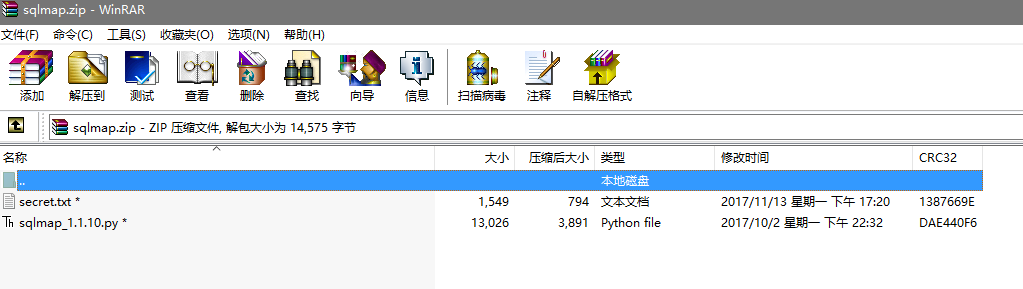 sqlmap.zip - WinRAR
文件(F) 命令(C) 工具(S) 收藏夹(O) 选项(N) 帮助(H)
添加 解压到 测试 查看 删除 查找 向导 信息 扫描病毒 注释 自解压格式
sqlmap.zip - ZIP 压缩文件, 解包大小为 14,575 字节
名称 大小 压缩后大小 类型 修改时间 CRC32
.. 本地磁盘
secret.txt * 1,549 794 文本文档 2017/11/13 星期一 下午 17:20 1387669E
sqlmap_1.1.10.py * 13,026 3,891 Python file 2017/10/2 星期一 下午 22:32 DAE440F6